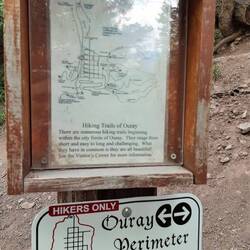 Hiking Trails of Ouray
There are numerous hiking trails beginning
within the city limits of Ouray. They range from
short and easy to long and challenging. What
they have in common is they are all beautiful!
See the Visitor's Center for more information.
HIKERS ONLY
Ouray
Perimeter